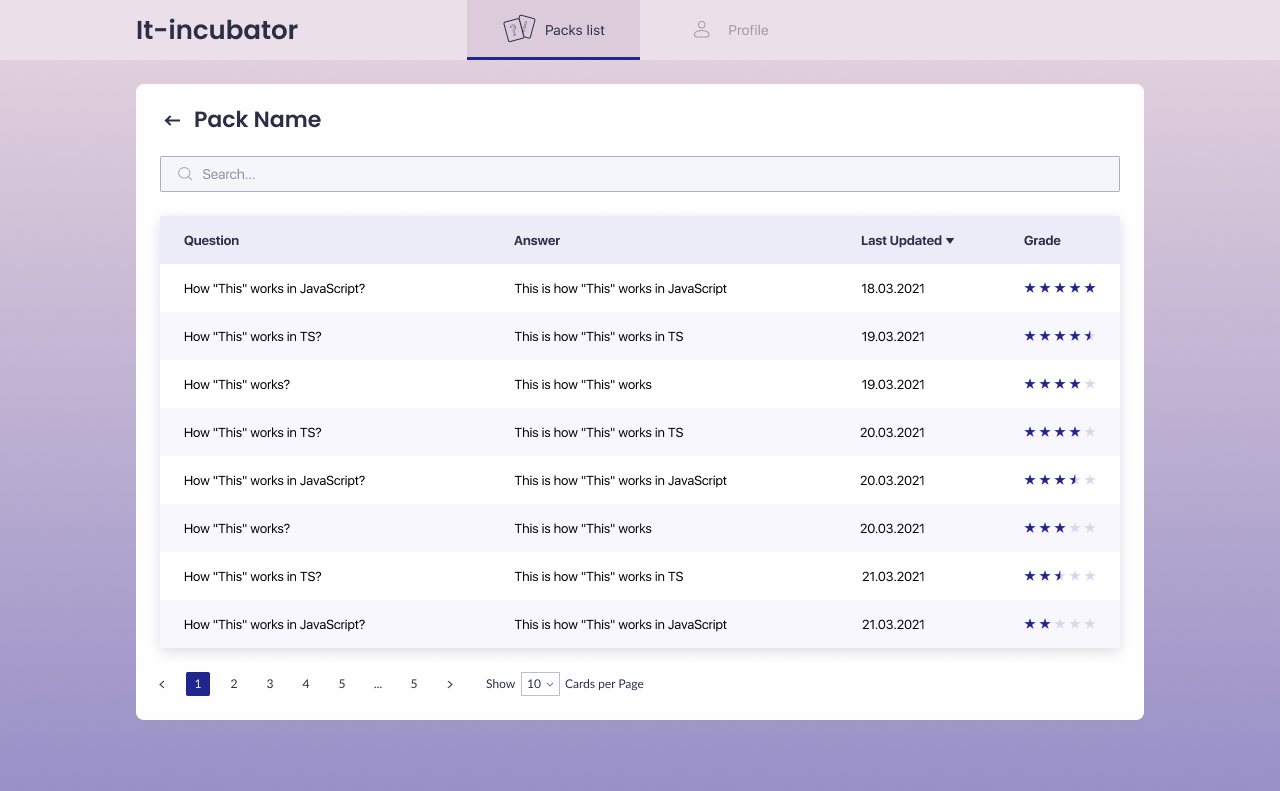 It-incubator Packs list Profile
Pack Name
Search...
Question Answer Last Updated Grade
How "This" works in JavaScript? This is how "This" works in JavaScript 18.03.2021
How "This" works in TS? This is how "This" works in TS 19.03.2021
How "This" works? This is how "This" works 19.03.2021
How "This" works in TS? This is how "This" works in TS 20.03.2021
How "This" works in JavaScript? This is how "This" works in JavaScript 20.03.2021
How "This" works? This is how "This" works 20.03.2021
How "This" works in TS? This is how "This" works in TS 21.03.2021
How "This" works in JavaScript? This is how "This" works in JavaScript 21.03.2021
1 2 3 4 5 ... 5 Show 10 Cards per Page